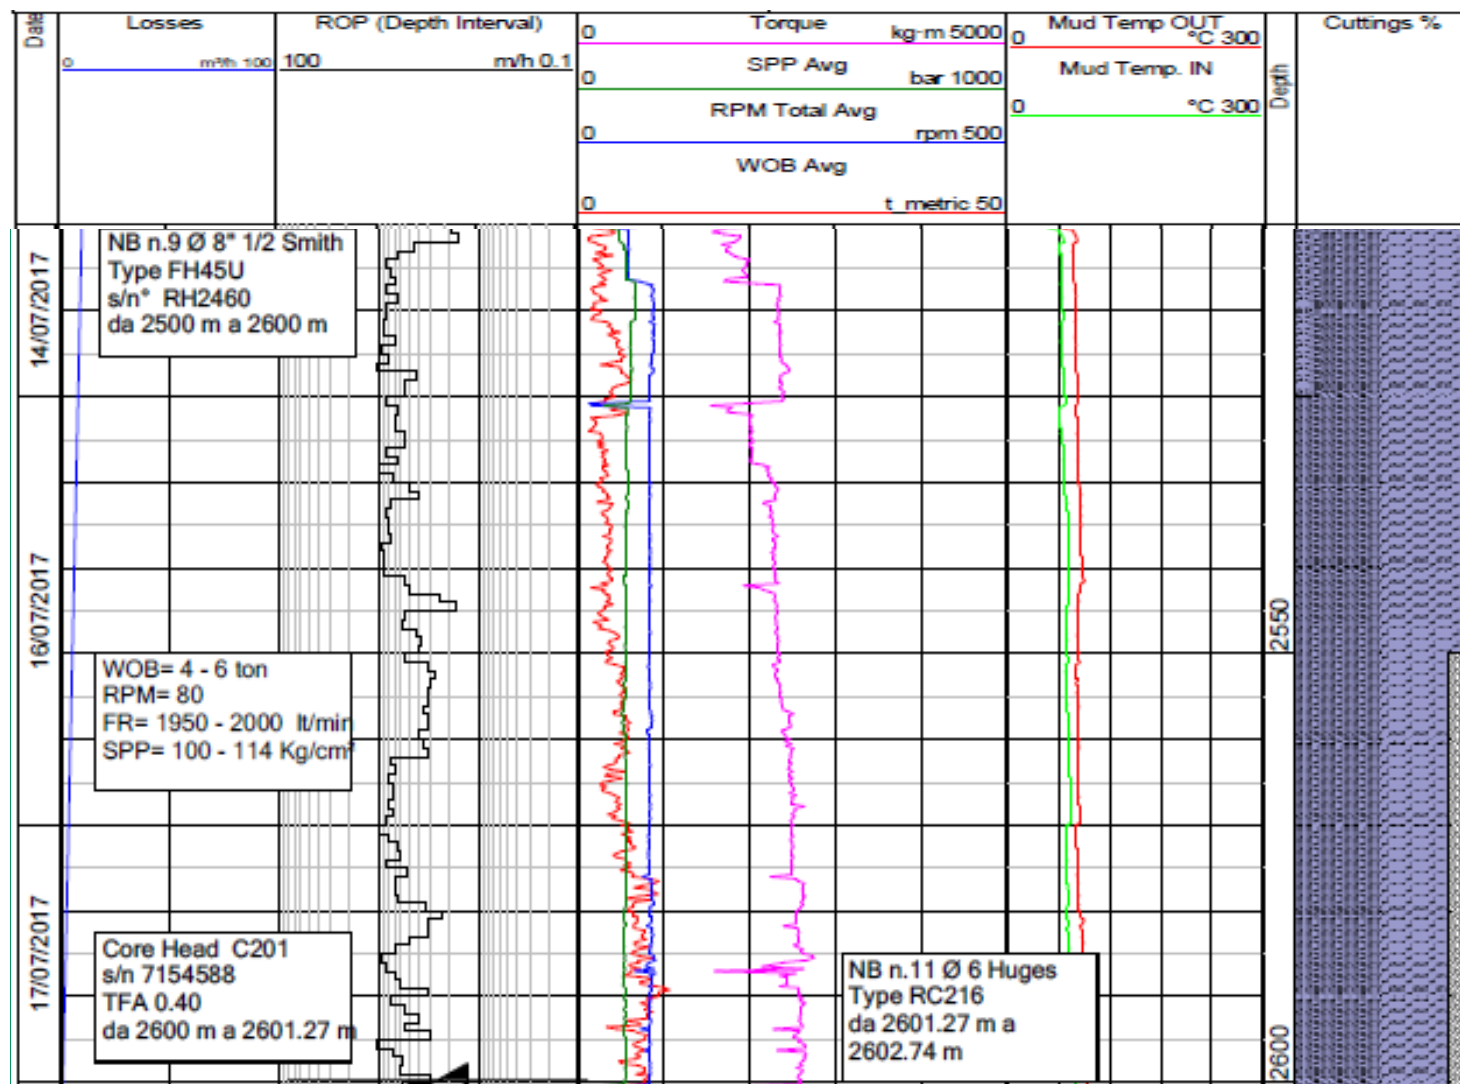 Date
Losses
0 m³/h 100
ROP (Depth Interval)
100 m/h 0.1
Torque
0 kg-m 5000
SPP Avg
0 bar 1000
RPM Total Avg
0 rpm 500
WOB Avg
0 t_metric 50
Mud Temp OUT
0 °C 300
Mud Temp. IN
0 °C 300
Depth
Cuttings %
14/07/2017
NB n.9 Ø 8" 1/2 Smith
Type FH45U
s/n° RH2460
da 2500 m a 2600 m
16/07/2017
2550
WOB= 4 - 6 ton
RPM= 80
FR= 1950 - 2000 lt/min
SPP= 100 - 114 Kg/cm²
17/07/2017
Core Head C201
s/n 7154588
TFA 0.40
da 2600 m a 2601.27 m
NB n.11 Ø 6 Huges
Type RC216
da 2601.27 m a
2602.74 m
2600